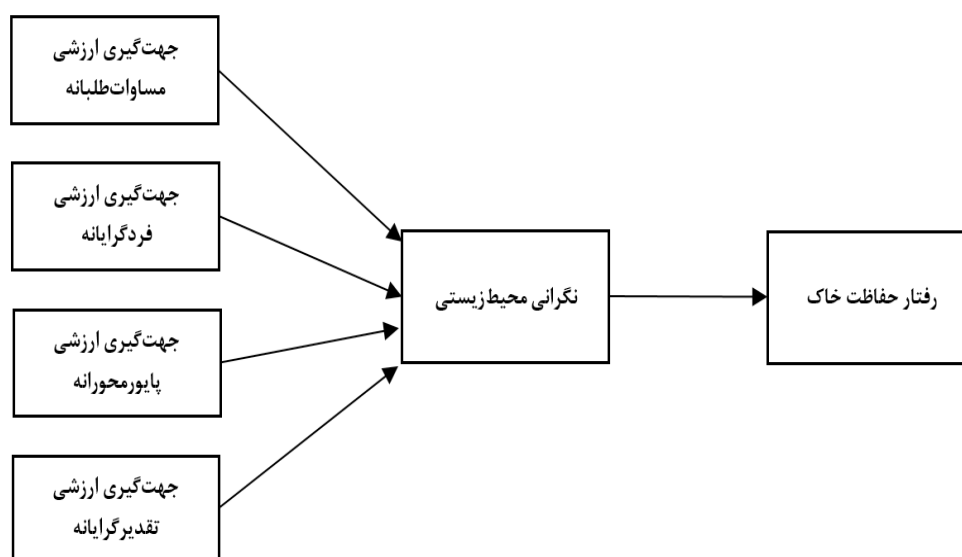 جهت‌گیری ارزشی
مساوات‌طلبانه
جهت‌گیری ارزشی
فردگرایانه
جهت‌گیری ارزشی
پایورمحورانه
جهت‌گیری ارزشی
تقدیرگرایانه
نگرانی محیط‌زیستی
رفتار حفاظت خاک